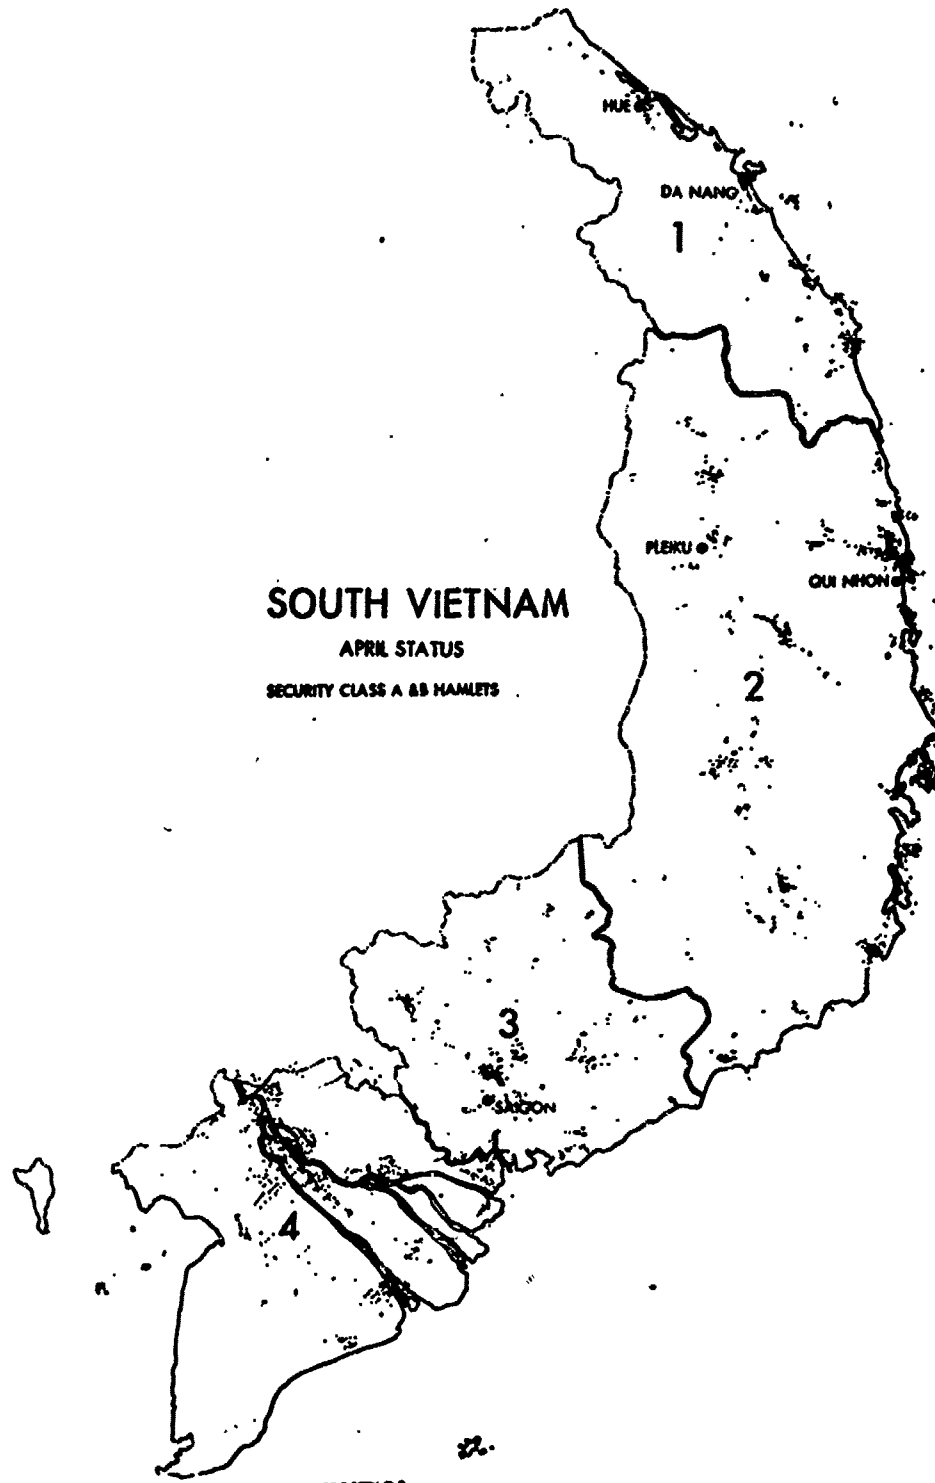 HUE
DA NANG
1
PLEIKU
QUI NHON
SOUTH VIETNAM
APRIL STATUS
SECURITY CLASS A & B HAMLETS
2
3
SAIGON
4